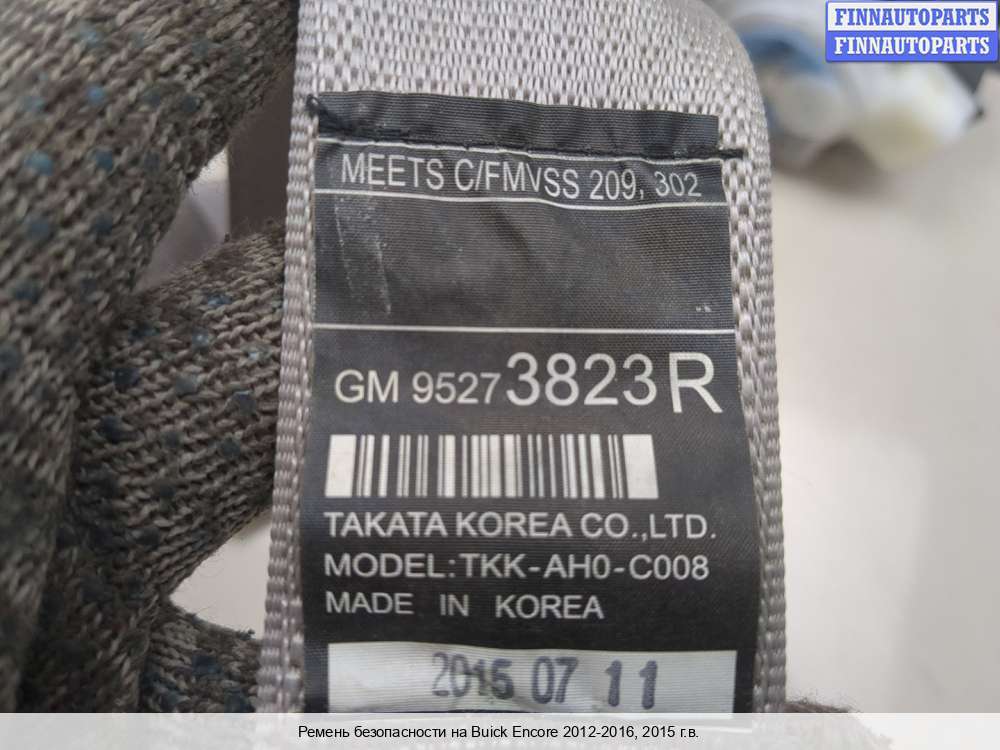 FINNAUTOPARTS
FINNAUTOPARTS
MEETS C/FMVSS 209, 302
GM 95273823R
TAKATA KOREA CO.,LTD.
MODEL:TKK-AH0-C008
MADE IN KOREA
2015 07 11
Ремень безопасности на Buick Encore 2012-2016, 2015 г.в.